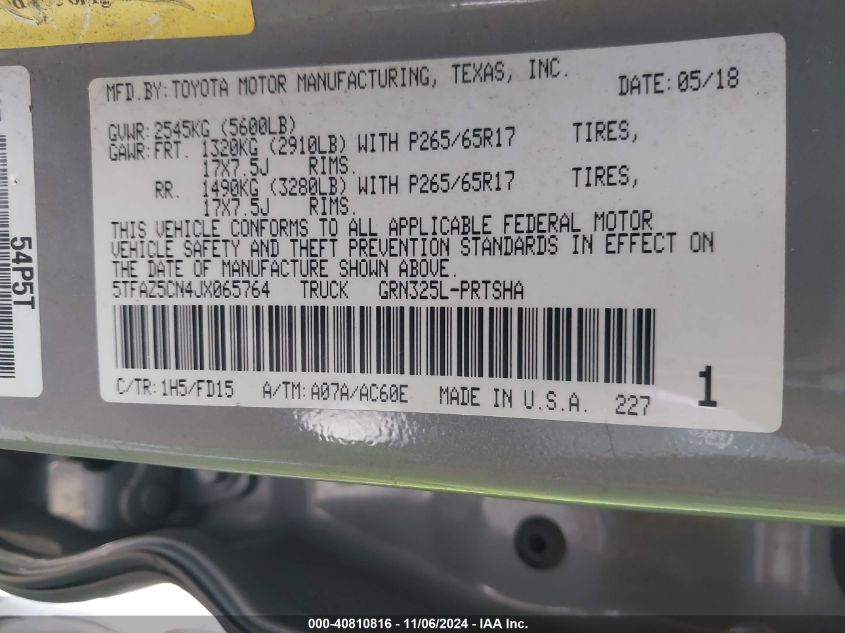 MFD.BY: TOYOTA MOTOR MANUFACTURING, TEXAS, INC. DATE: 05/18
GVWR: 2545KG (5600LB)
GAWR: FRT. 1320KG (2910LB) WITH P265/65R17 TIRES,
17X7.5J RIMS.
RR. 1490KG (3280LB) WITH P265/65R17 TIRES,
17X7.5J RIMS.
THIS VEHICLE CONFORMS TO ALL APPLICABLE FEDERAL MOTOR
VEHICLE SAFETY AND THEFT PREVENTION STANDARDS IN EFFECT ON
THE DATE OF MANUFACTURE SHOWN ABOVE.
5TFAZ5CN4JX065764 TRUCK GRN325L-PRTSHA
C/TR: 1H5/FD15 A/TM: A07A/AC60E MADE IN U.S.A. 227 1
54P5T
000-40810816 - 11/06/2024 - IAA Inc.